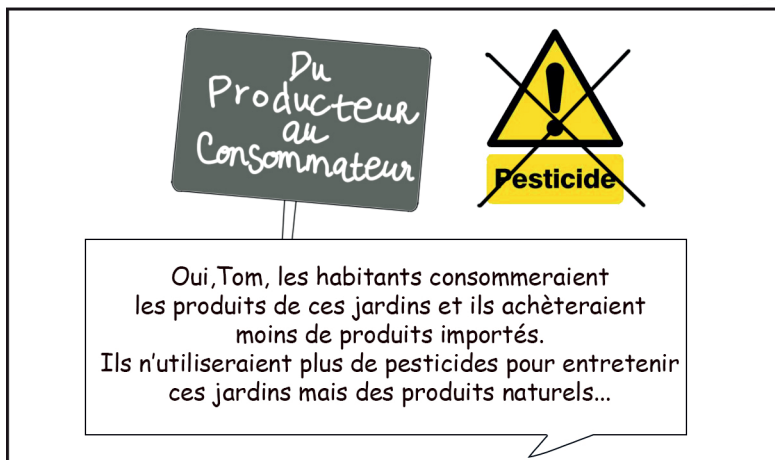 Du
Producteur
au
Consommateur
Pesticide
Oui,Tom, les habitants consommeraient
les produits de ces jardins et ils achèteraient
moins de produits importés.
Ils n'utiliseraient plus de pesticides pour entretenir
ces jardins mais des produits naturels...